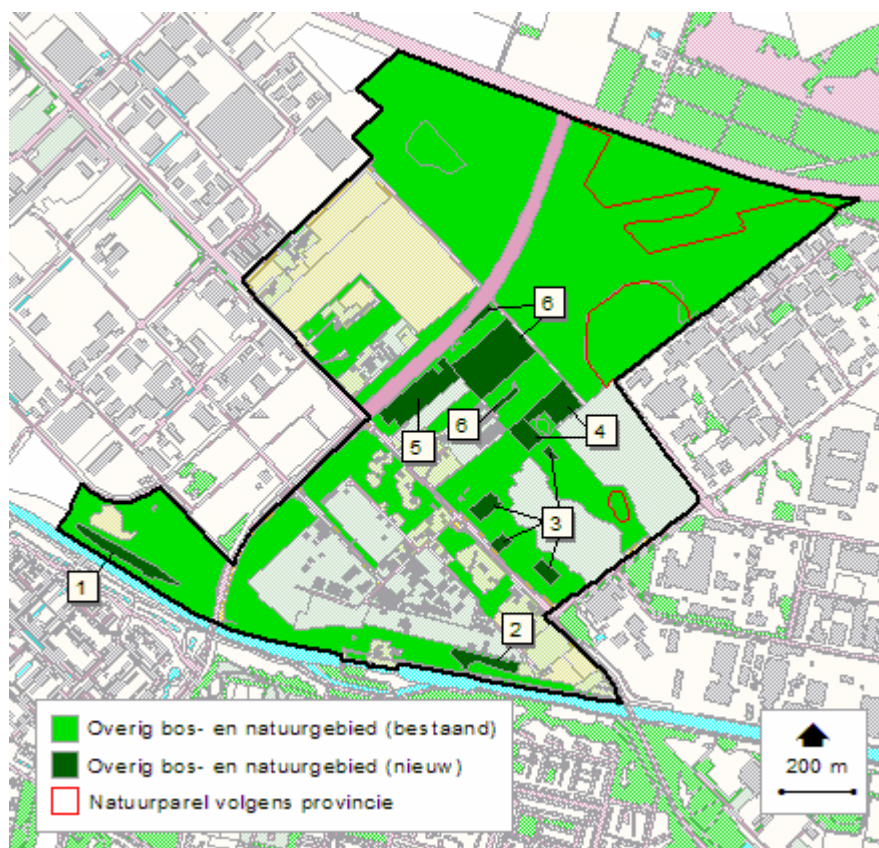 6
6
5
6
4
3
1
2
Overig bos- en natuurgebied (bestaand)
Overig bos- en natuurgebied (nieuw)
Natuurparel volgens provincie
200 m